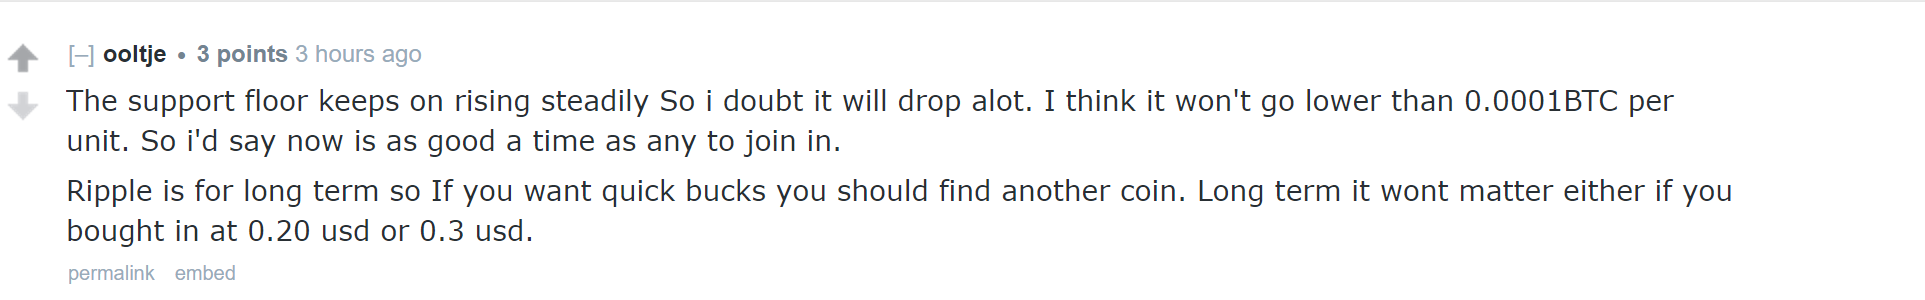 [–] ooltje • 3 points 3 hours ago
The support floor keeps on rising steadily So i doubt it will drop alot. I think it won't go lower than 0.0001BTC per
unit. So i'd say now is as good a time as any to join in.
Ripple is for long term so If you want quick bucks you should find another coin. Long term it wont matter either if you
bought in at 0.20 usd or 0.3 usd.
permalink embed